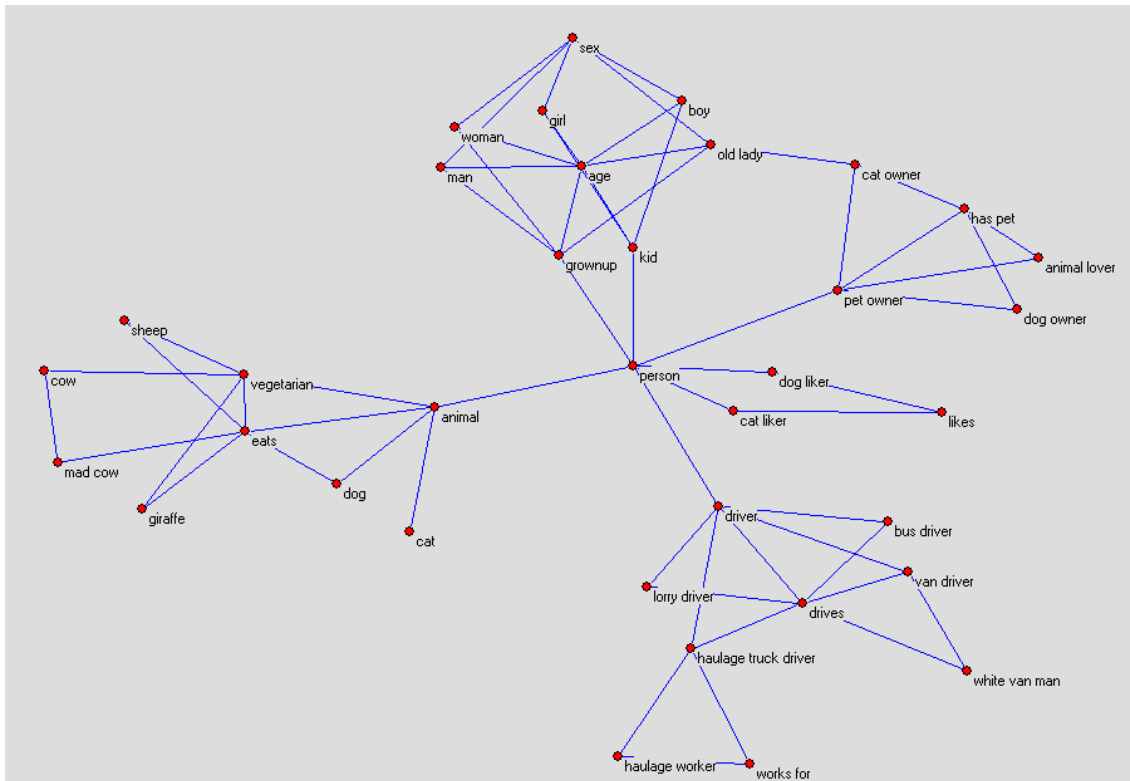 sex
boy
girl
woman
old lady
man
age
cat owner
has pet
grownup
kid
animal lover
pet owner
dog owner
sheep
person
dog liker
cow
vegetarian
animal
cat liker
likes
eats
mad cow
dog
giraffe
cat
driver
bus driver
van driver
lorry driver
drives
haulage truck driver
white van man
haulage worker
works for